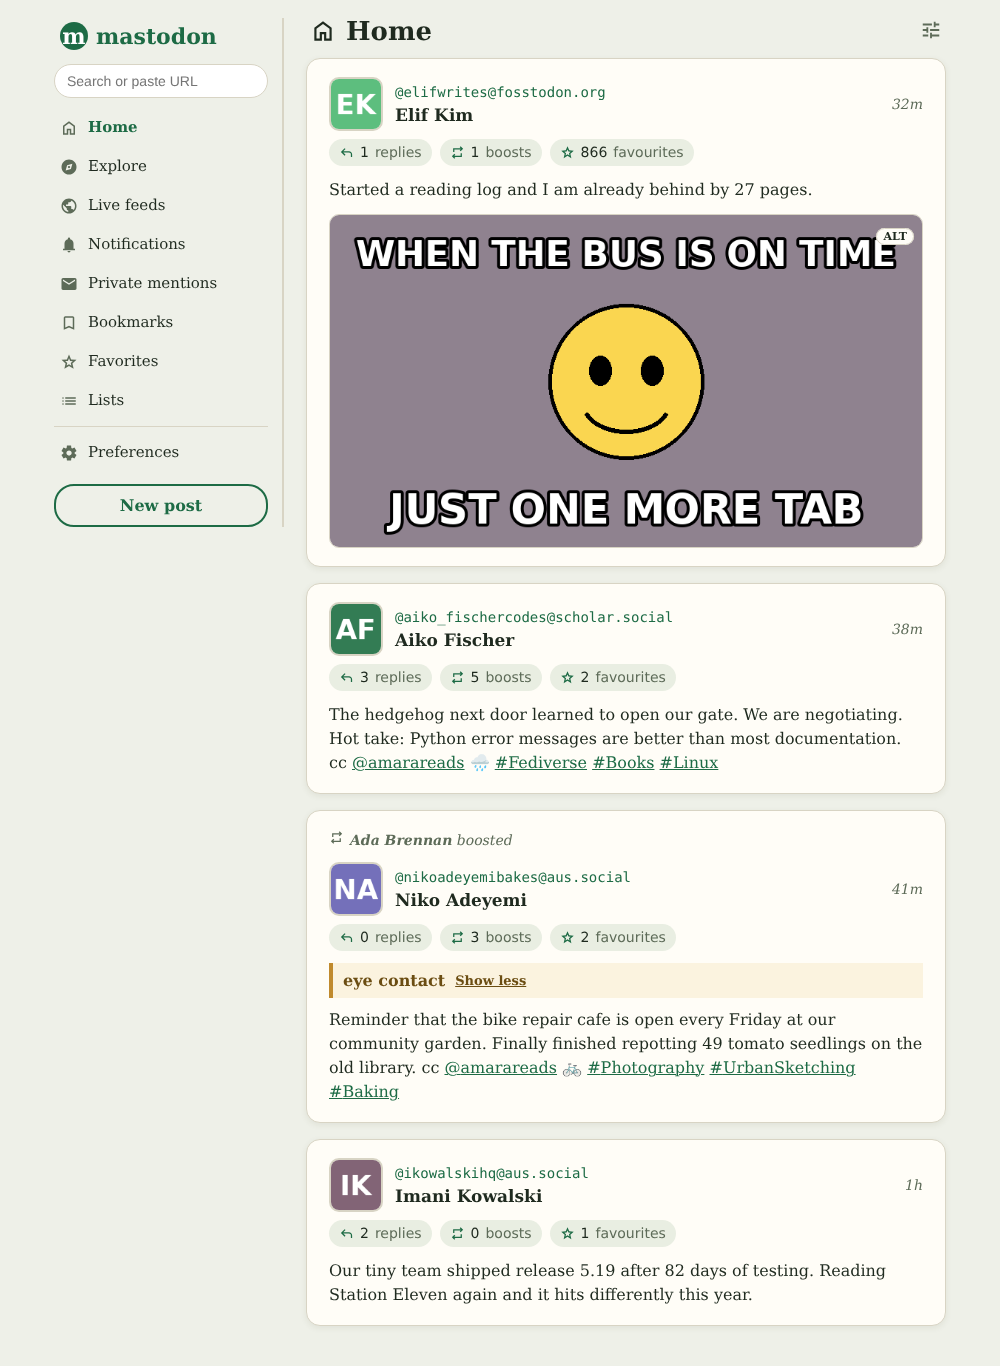 mastodon
Search or paste URL
Home
Explore
Live feeds
Notifications
Private mentions
Bookmarks
Favorites
Lists
Preferences
New post
Home
EK
@elifwrites@fosstodon.org
Elif Kim
32m
1 replies
1 boosts
866 favourites
Started a reading log and I am already behind by 27 pages.
WHEN THE BUS IS ON TIME
ALT
JUST ONE MORE TAB
AF
@aiko_fischercodes@scholar.social
Aiko Fischer
38m
3 replies
5 boosts
2 favourites
The hedgehog next door learned to open our gate. We are negotiating.
Hot take: Python error messages are better than most documentation.
cc @amarareads 🌧️ #Fediverse #Books #Linux
Ada Brennan boosted
NA
@nikoadeyemibakes@aus.social
Niko Adeyemi
41m
0 replies
3 boosts
2 favourites
eye contact Show less
Reminder that the bike repair cafe is open every Friday at our
community garden. Finally finished repotting 49 tomato seedlings on the
old library. cc @amarareads 🚲 #Photography #UrbanSketching
#Baking
IK
@ikowalskihq@aus.social
Imani Kowalski
1h
2 replies
0 boosts
1 favourites
Our tiny team shipped release 5.19 after 82 days of testing. Reading
Station Eleven again and it hits differently this year.